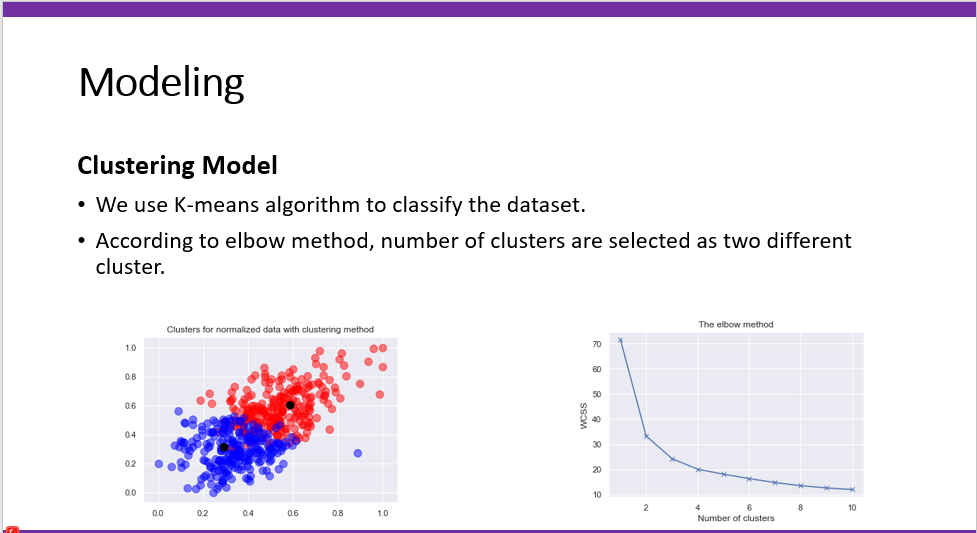 Modeling
Clustering Model
• We use K-means algorithm to classify the dataset.
• According to elbow method, number of clusters are selected as two different
cluster.
Clusters for normalized data with clustering method
1.0
0.8
0.6
0.4
0.2
0.0
0.0 0.2 0.4 0.6 0.8 1.0
The elbow method
70
60
50
40
30
20
10
WCSS
2 4 6 8 10
Number of clusters